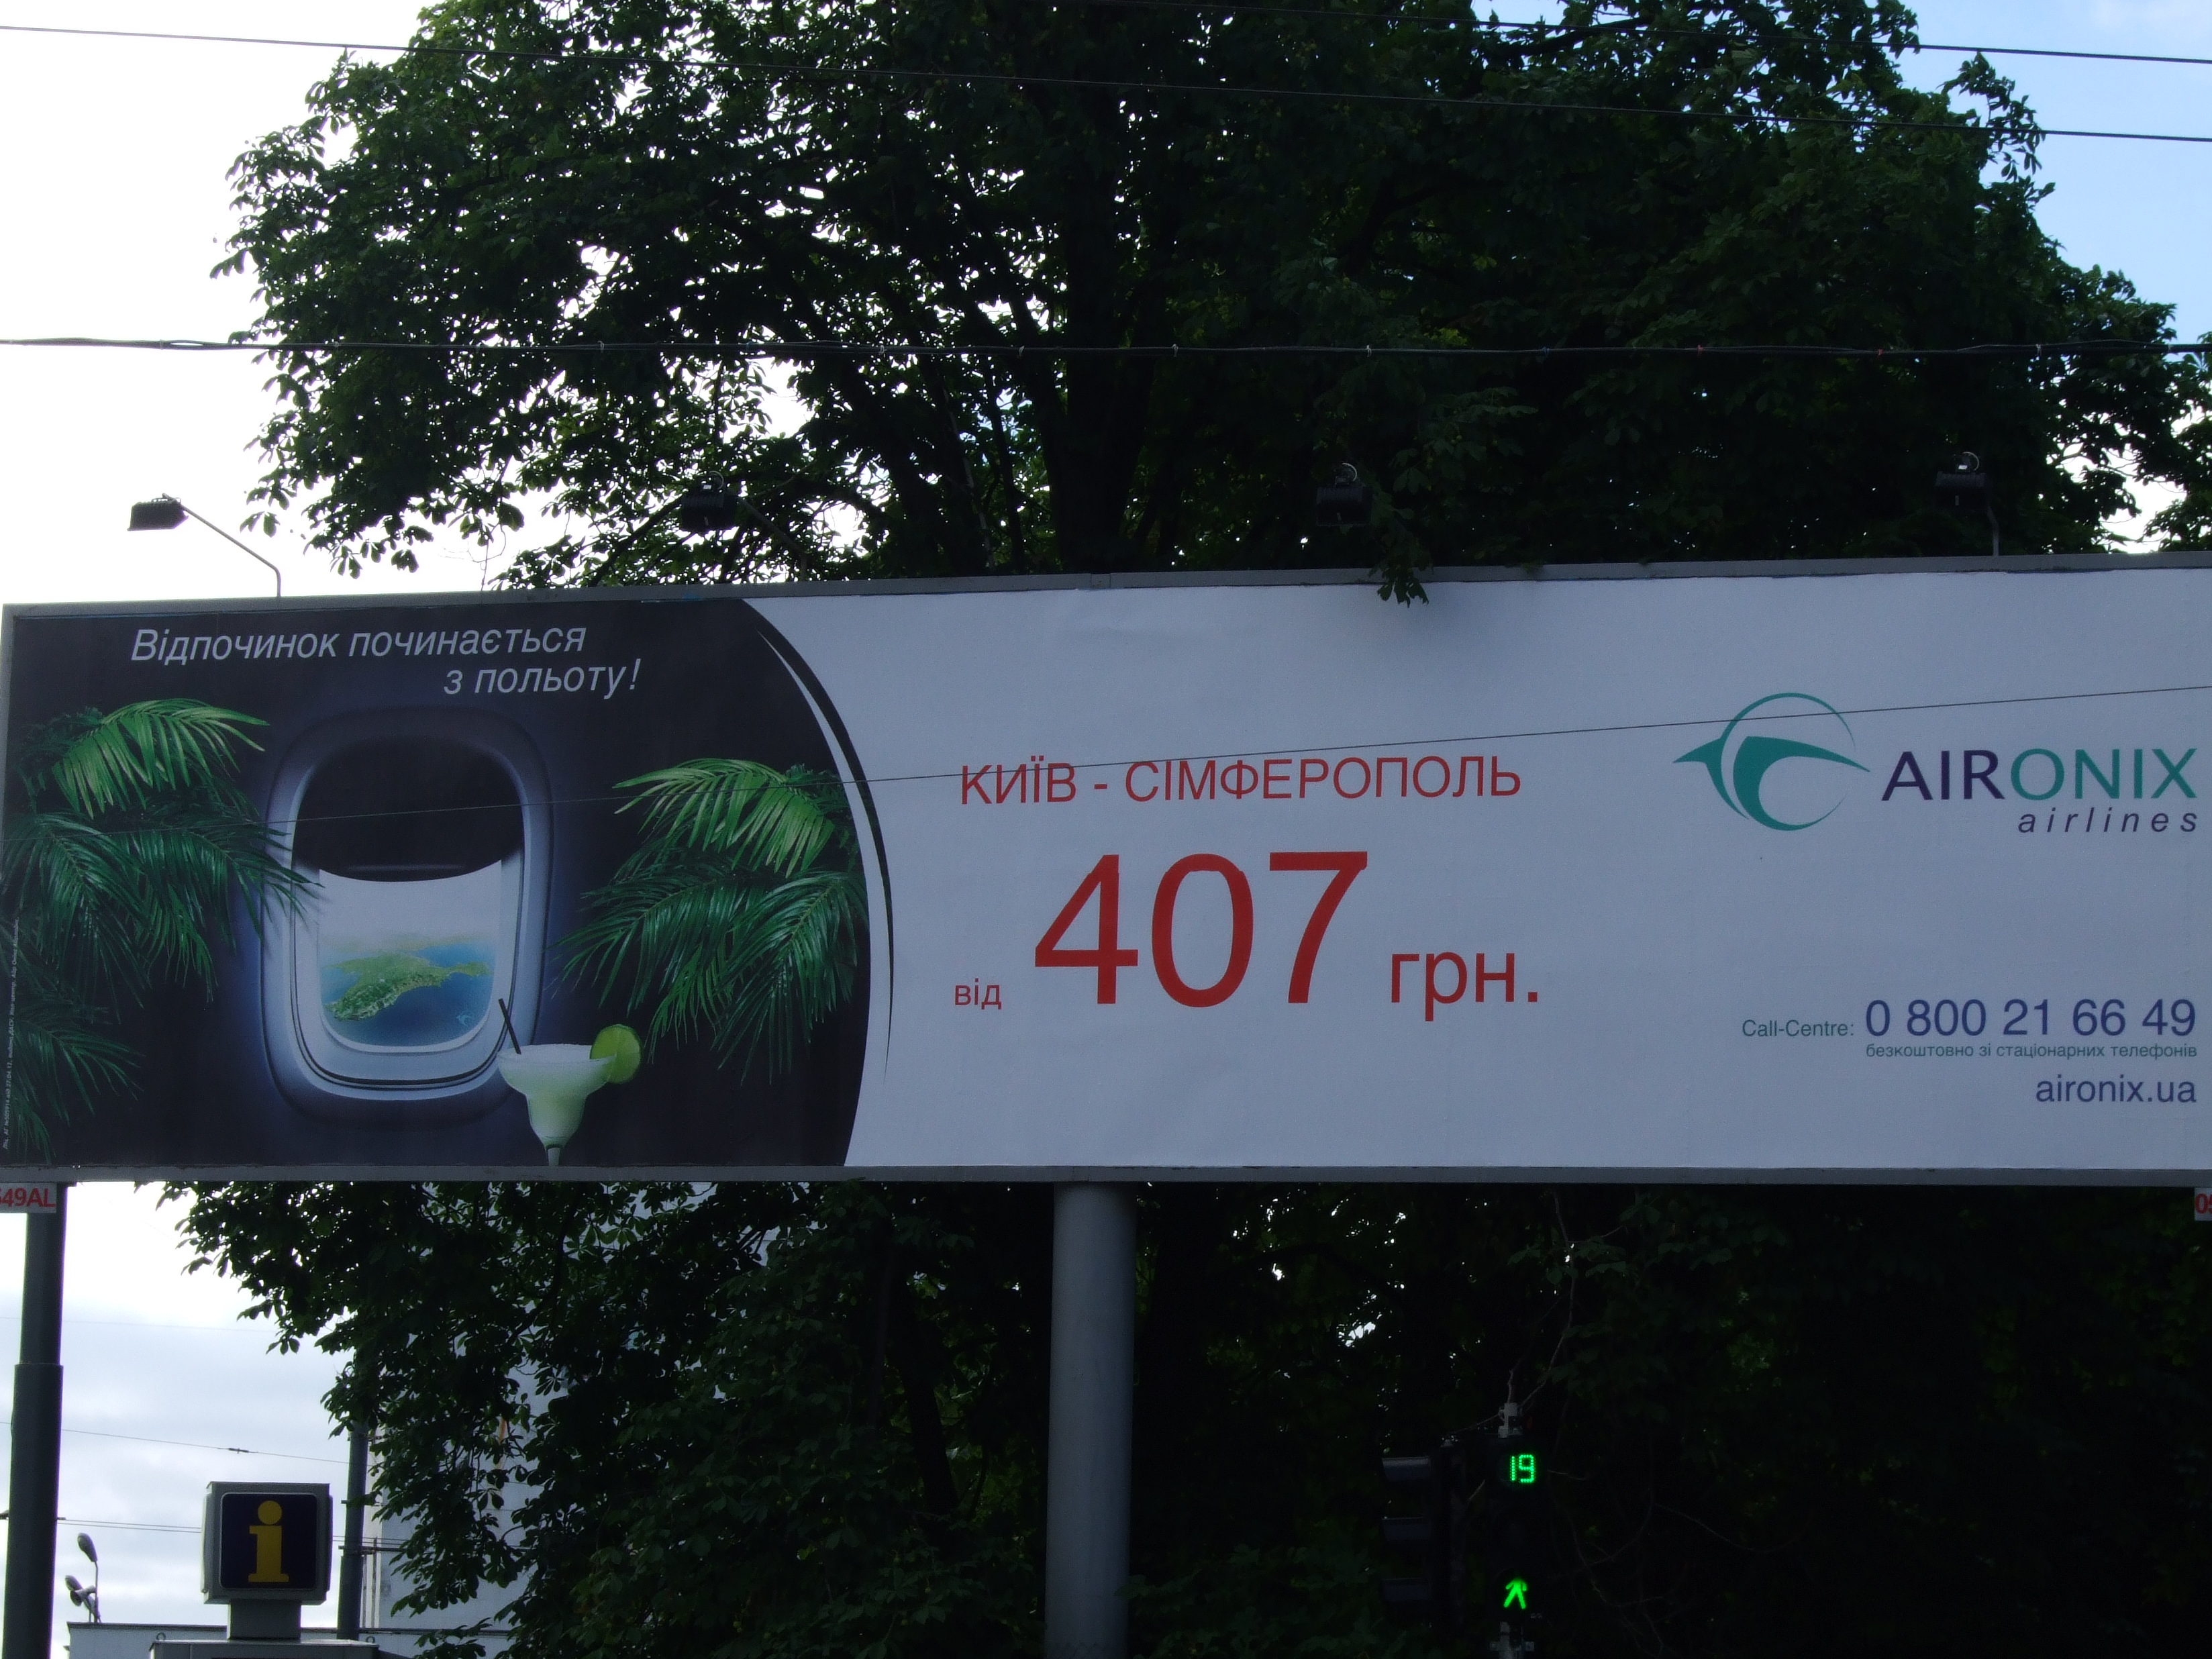 Відпочинок починається
з польоту!
КИЇВ - СІМФЕРОПОЛЬ
від 407 грн.
AIRONIX
airlines
Call-Centre: 0 800 21 66 49
безкоштовно зі стаціонарних телефонів
aironix.ua
49AL
i
19